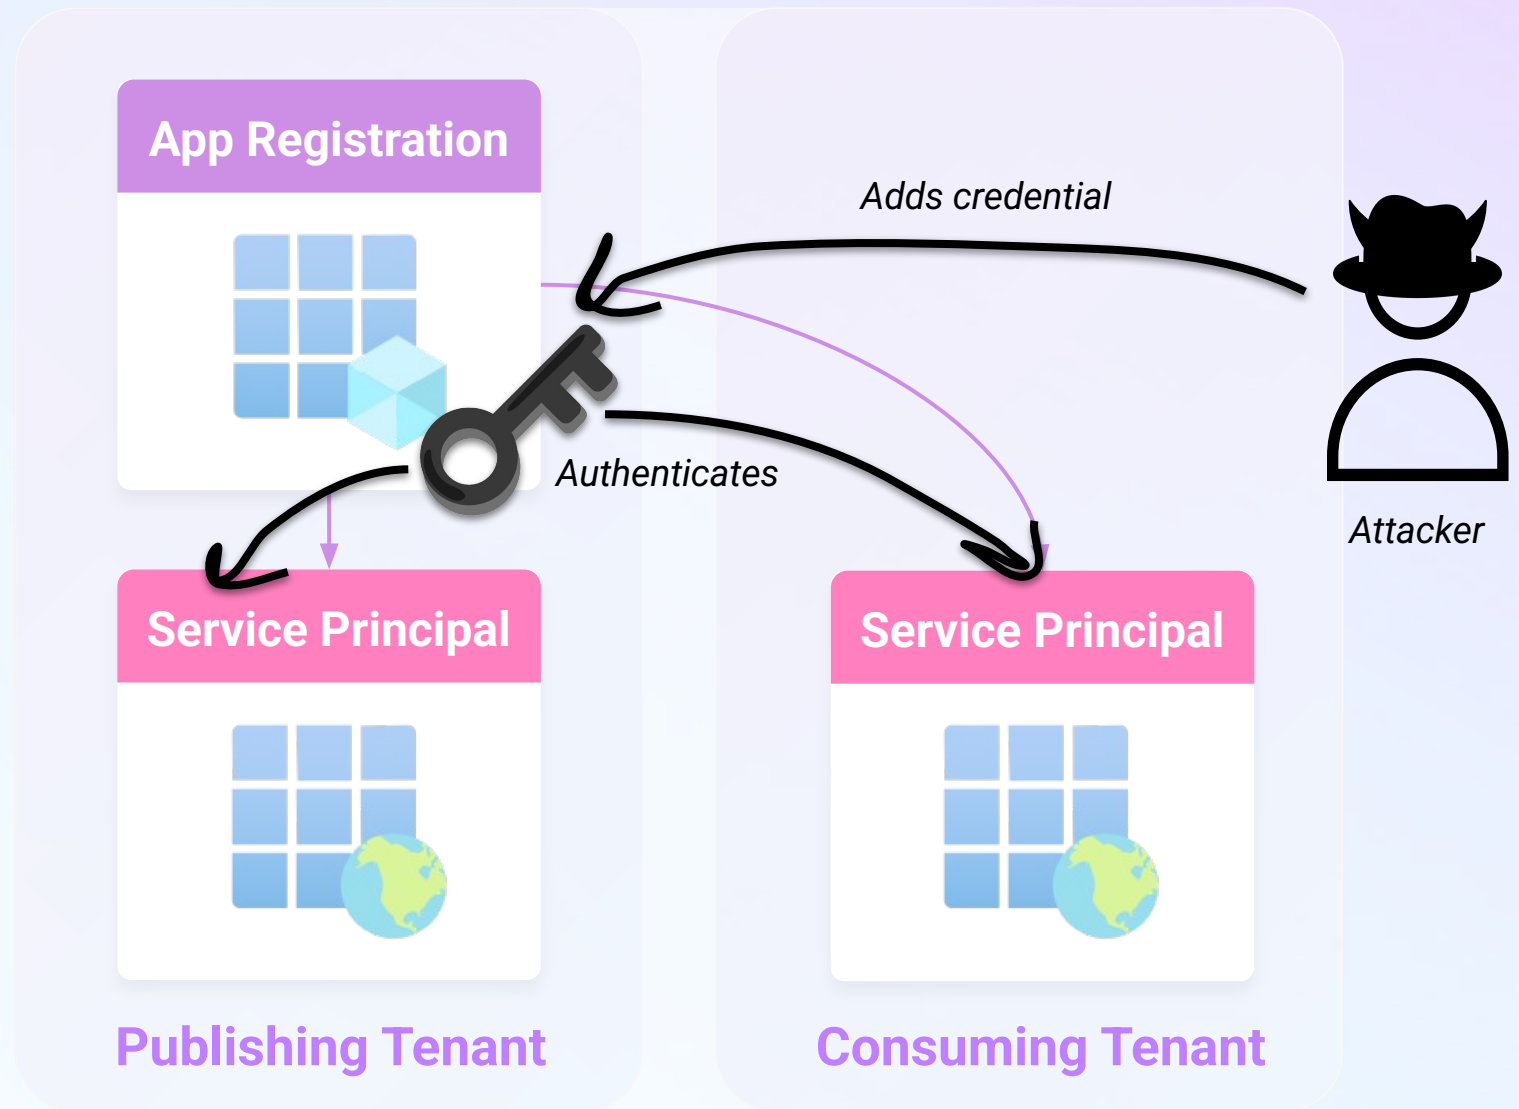 App Registration
Adds credential
Authenticates
Attacker
Service Principal
Service Principal
Publishing Tenant
Consuming Tenant